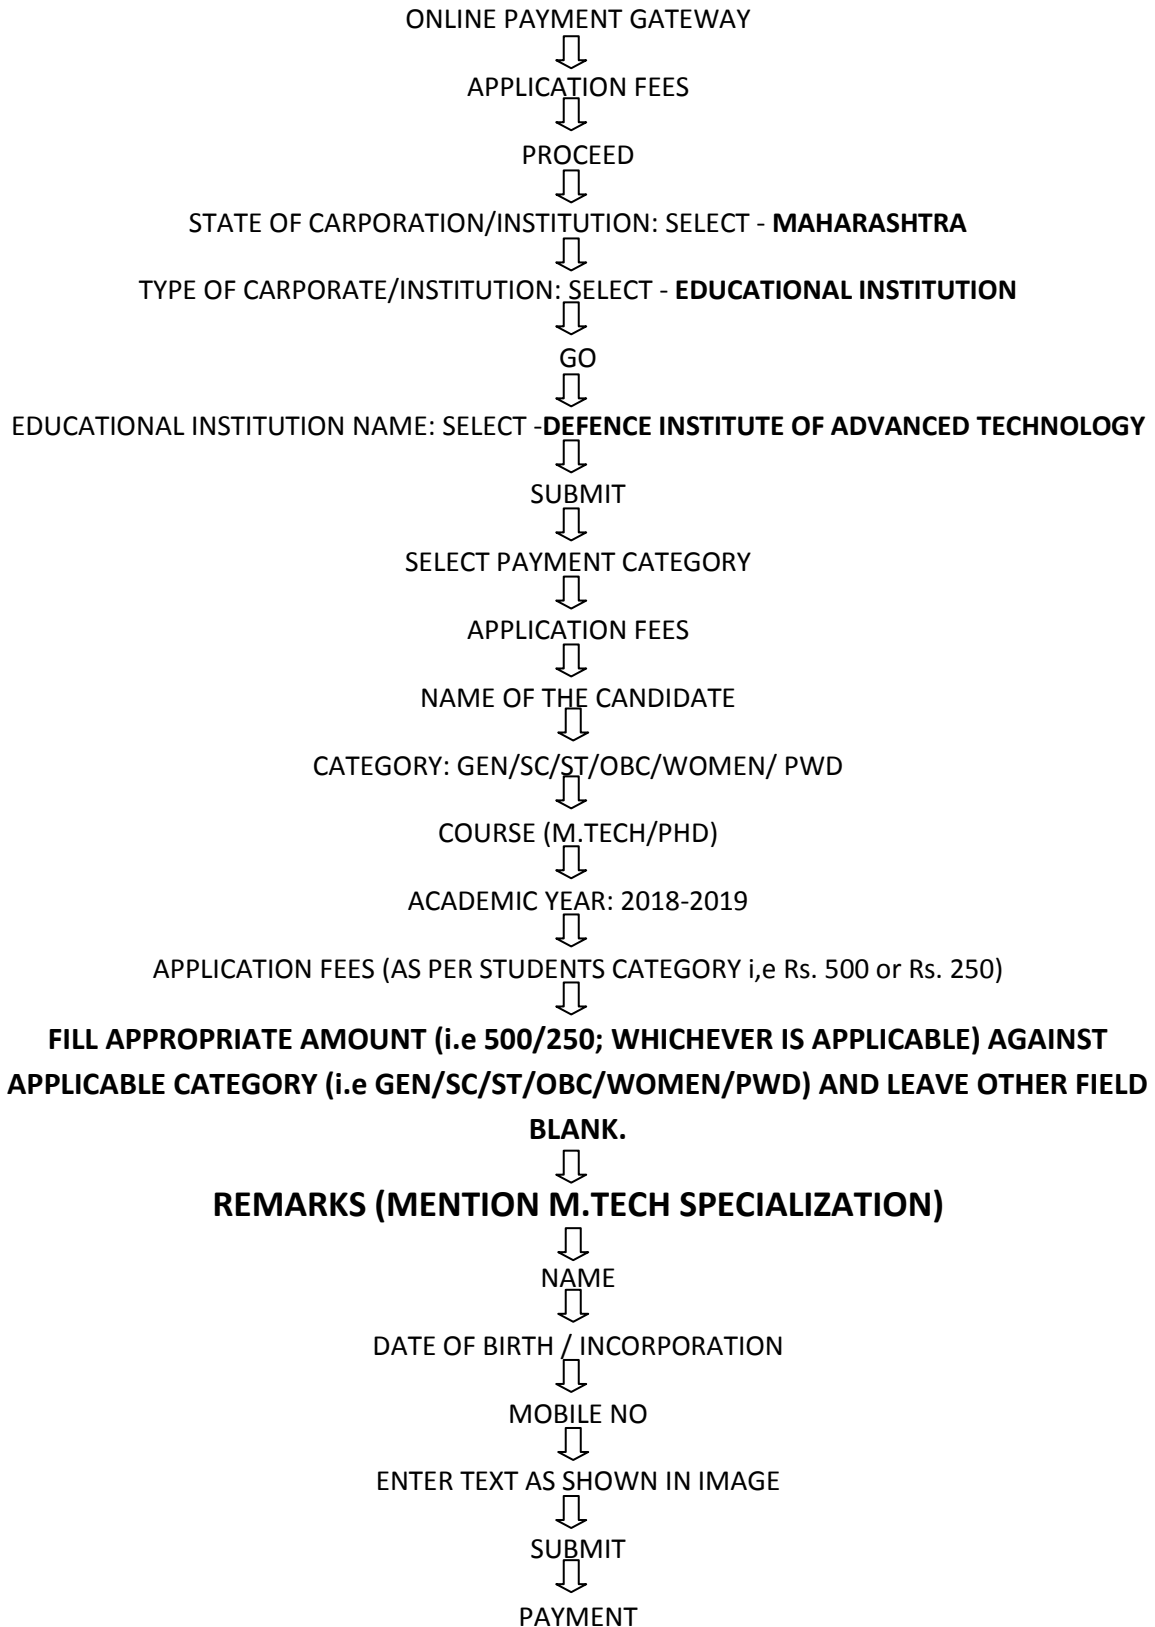 ONLINE PAYMENT GATEWAY
APPLICATION FEES
PROCEED
STATE OF CARPORATION/INSTITUTION: SELECT - MAHARASHTRA
TYPE OF CARPORATE/INSTITUTION: SELECT - EDUCATIONAL INSTITUTION
GO
EDUCATIONAL INSTITUTION NAME: SELECT -DEFENCE INSTITUTE OF ADVANCED TECHNOLOGY
SUBMIT
SELECT PAYMENT CATEGORY
APPLICATION FEES
NAME OF THE CANDIDATE
CATEGORY: GEN/SC/ST/OBC/WOMEN/ PWD
COURSE (M.TECH/PHD)
ACADEMIC YEAR: 2018-2019
APPLICATION FEES (AS PER STUDENTS CATEGORY i,e Rs. 500 or Rs. 250)
FILL APPROPRIATE AMOUNT (i.e 500/250; WHICHEVER IS APPLICABLE) AGAINST
APPLICABLE CATEGORY (i.e GEN/SC/ST/OBC/WOMEN/PWD) AND LEAVE OTHER FIELD
BLANK.
REMARKS (MENTION M.TECH SPECIALIZATION)
NAME
DATE OF BIRTH / INCORPORATION
MOBILE NO
ENTER TEXT AS SHOWN IN IMAGE
SUBMIT
PAYMENT